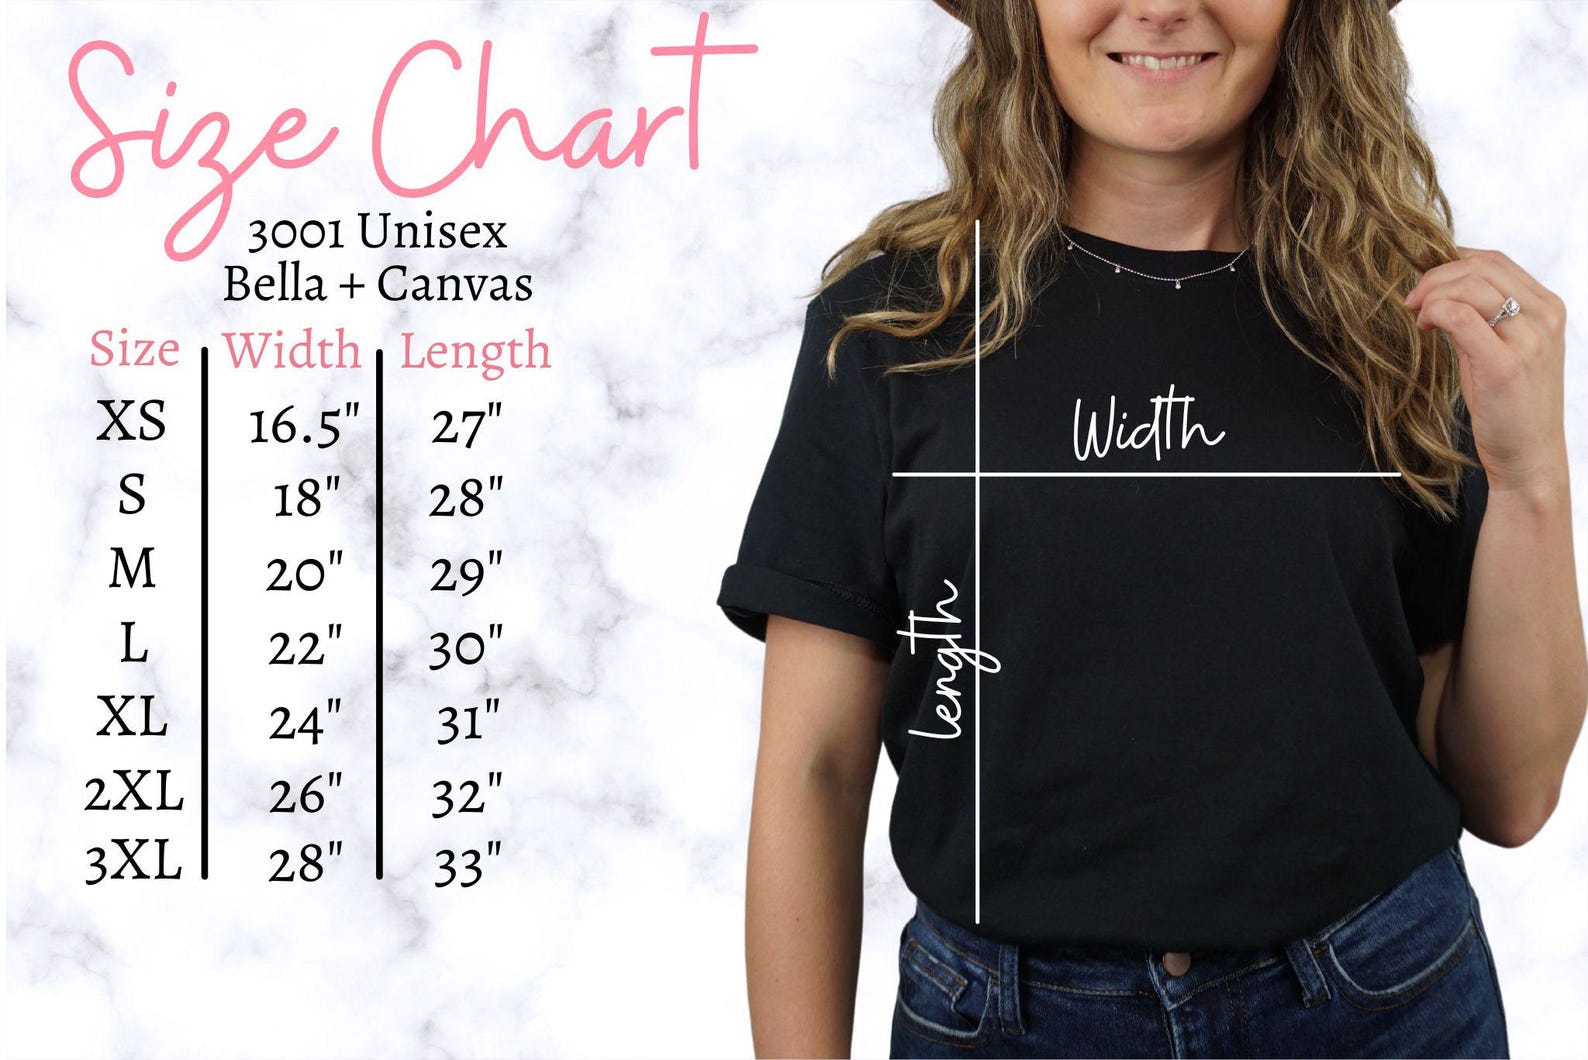 Size Chart
3001 Unisex
Bella + Canvas
Size Width Length
XS 16.5" 27"
S 18" 28"
M 20" 29"
L 22" 30"
XL 24" 31"
2XL 26" 32"
3XL 28" 33"
Width
Length